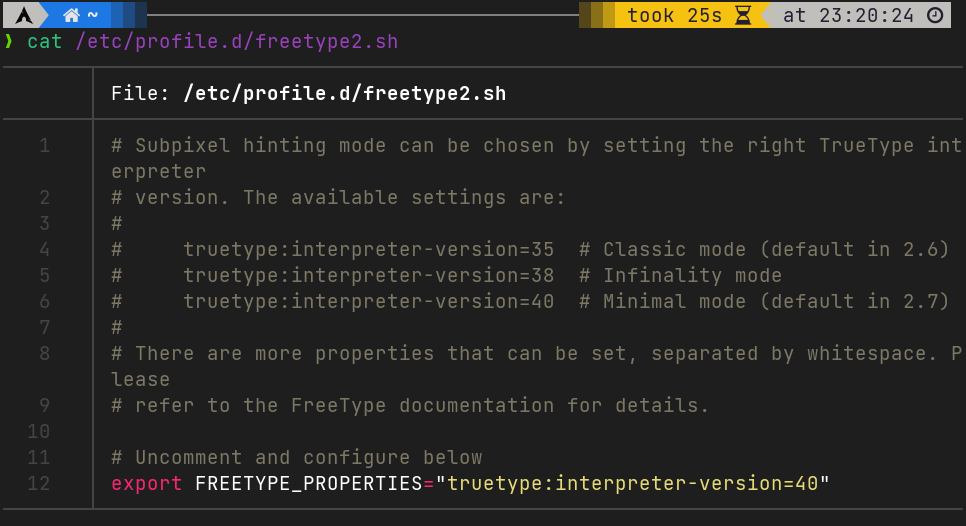 ~ took 25s at 23:20:24
❯ cat /etc/profile.d/freetype2.sh
File: /etc/profile.d/freetype2.sh
1 # Subpixel hinting mode can be chosen by setting the right TrueType int
erpreter
2 # version. The available settings are:
3 #
4 #     truetype:interpreter-version=35  # Classic mode (default in 2.6)
5 #     truetype:interpreter-version=38  # Infinality mode
6 #     truetype:interpreter-version=40  # Minimal mode (default in 2.7)
7 #
8 # There are more properties that can be set, separated by whitespace. P
lease
9 # refer to the FreeType documentation for details.
10
11 # Uncomment and configure below
12 export FREETYPE_PROPERTIES="truetype:interpreter-version=40"